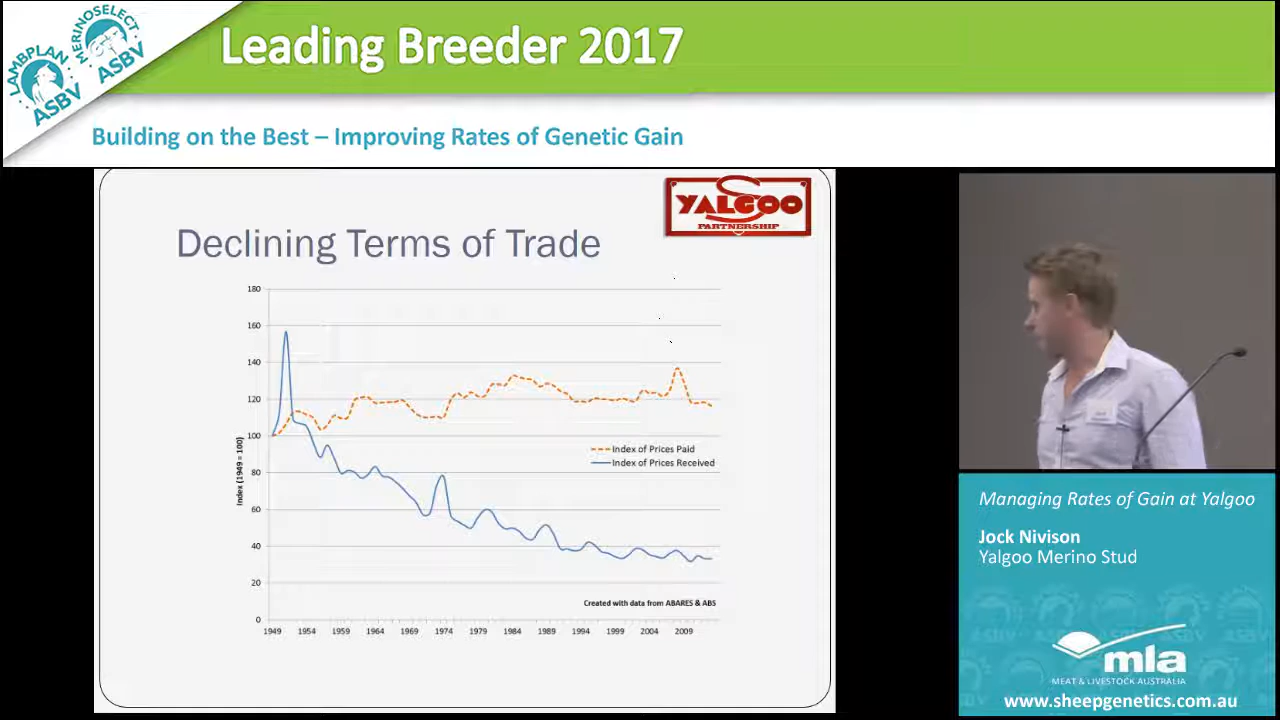 LAMBPLAN
ASBV
MERINOSELECT
ASBV
Leading Breeder 2017
Building on the Best – Improving Rates of Genetic Gain
YALGOO
PARTNERSHIP
Declining Terms of Trade
180
160
140
120
100
80
60
40
20
0
Index (1949 = 100)
Index of Prices Paid
Index of Prices Received
Created with data from ABARES & ABS
1949 1954 1959 1964 1969 1974 1979 1984 1989 1994 1999 2004 2009
Managing Rates of Gain at Yalgoo
Jock Nivison
Yalgoo Merino Stud
mla
MEAT & LIVESTOCK AUSTRALIA
www.sheepgenetics.com.au